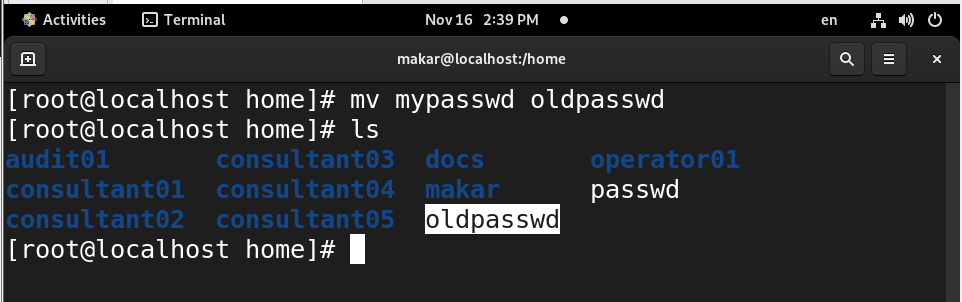 Activities Terminal Nov 16 2:39 PM en
makar@localhost:/home
[root@localhost home]# mv mypasswd oldpasswd
[root@localhost home]# ls
audit01 consultant03 docs operator01
consultant01 consultant04 makar passwd
consultant02 consultant05 oldpasswd
[root@localhost home]#